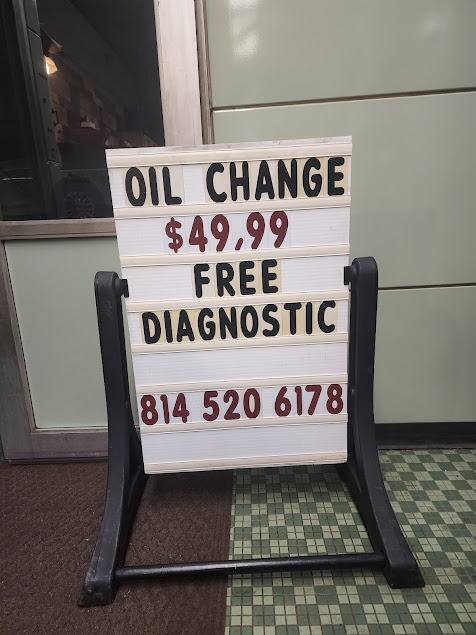 OIL CHANGE
$49,99
FREE
DIAGNOSTIC
814 520 6178